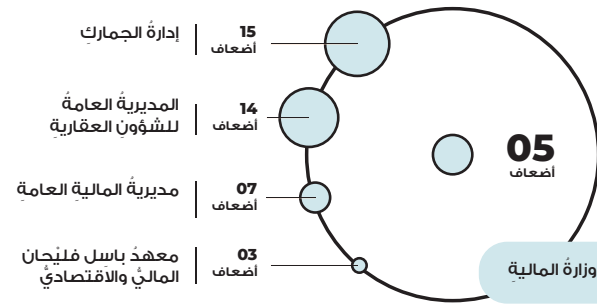 إدارةُ الجماركِ
15
أضعاف
المديريةُ العامةُ
للشؤونِ العقاريةِ
14
أضعاف
مديريةُ الماليةِ العامةِ
07
أضعاف
معهدُ باسِل فليْحان
الماليُّ والاقتصاديُّ
03
أضعاف
05
أضعاف
وزارةُ الماليةِ